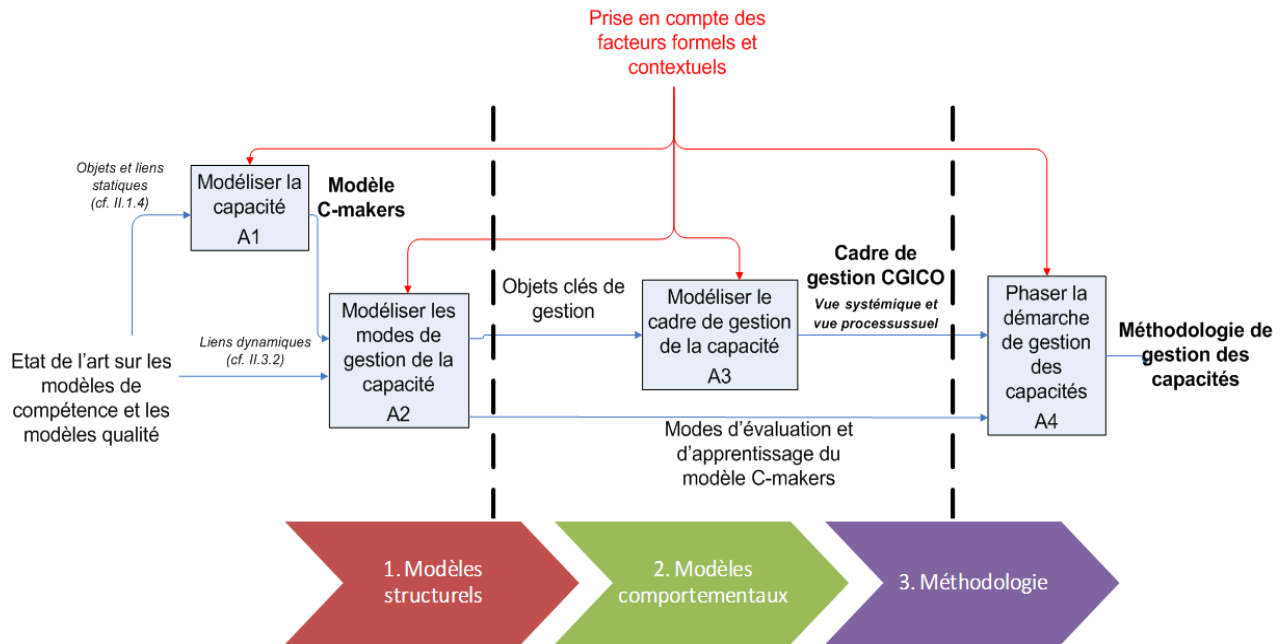 Prise en compte des
facteurs formels et
contextuels
Objets et liens
statiques
(cf. II.1.4)
Modéliser la
capacité
A1
Modèle
C-makers
Etat de l'art sur les
modèles de
compétence et les
modèles qualité
Liens dynamiques
(cf. II.3.2)
Modéliser les
modes de
gestion de la
capacité
A2
Objets clés de
gestion
Modéliser le
cadre de gestion
de la capacité
A3
Cadre de
gestion CGICO
Vue systémique et
vue processussuel
Modes d'évaluation et
d'apprentissage du
modèle C-makers
Phaser la
démarche
de gestion
des
capacités
A4
Méthodologie de
gestion des
capacités
1. Modèles
structurels
2. Modèles
comportementaux
3. Méthodologie